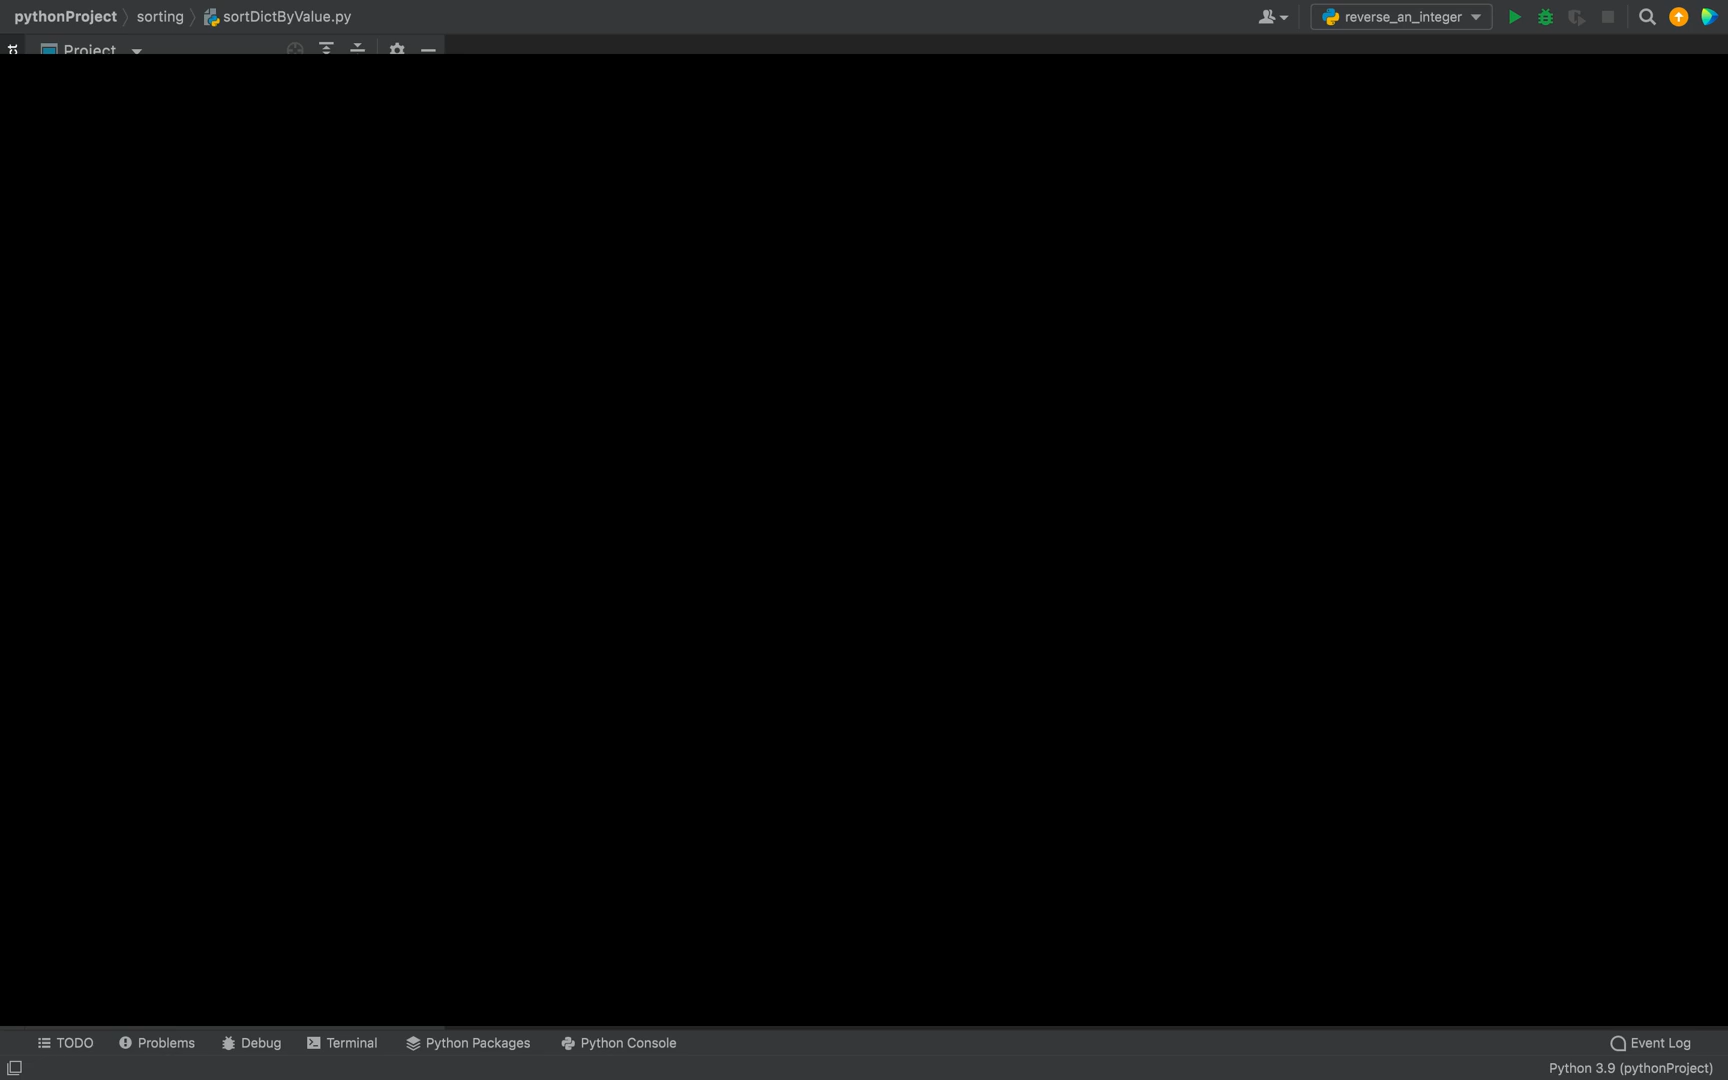 pythonProject sorting sortDictByValue.py reverse_an_integer
Project
TODO Problems Debug Terminal Python Packages Python Console Event Log
Python 3.9 (pythonProject)